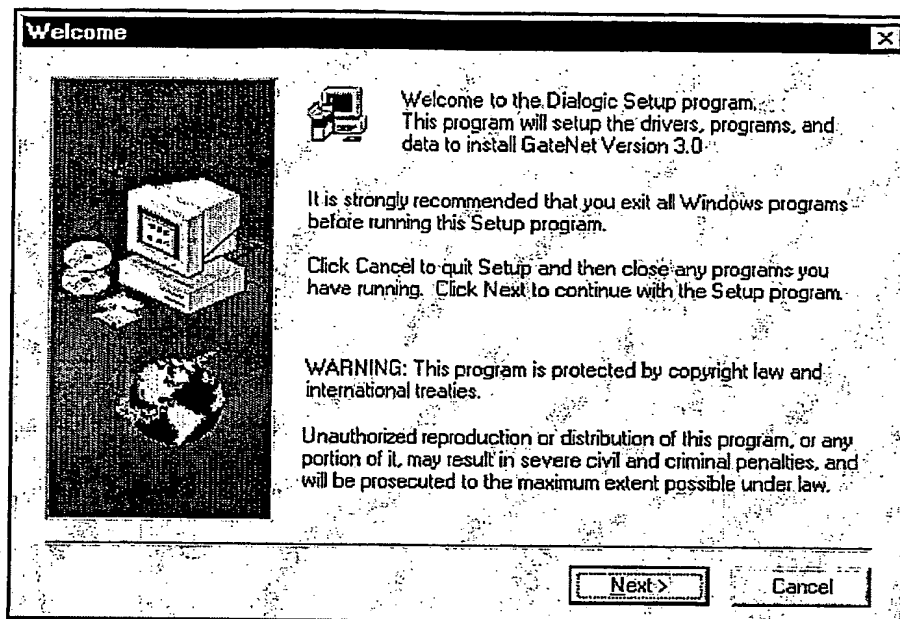 Welcome
Welcome to the Dialogic Setup program.
This program will setup the drivers, programs, and
data to install GateNet Version 3.0
It is strongly recommended that you exit all Windows programs
before running this Setup program.
Click Cancel to quit Setup and then close any programs you
have running. Click Next to continue with the Setup program.
WARNING: This program is protected by copyright law and
international treaties.
Unauthorized reproduction or distribution of this program, or any
portion of it, may result in severe civil and criminal penalties, and
will be prosecuted to the maximum extent possible under law.
Next >
Cancel